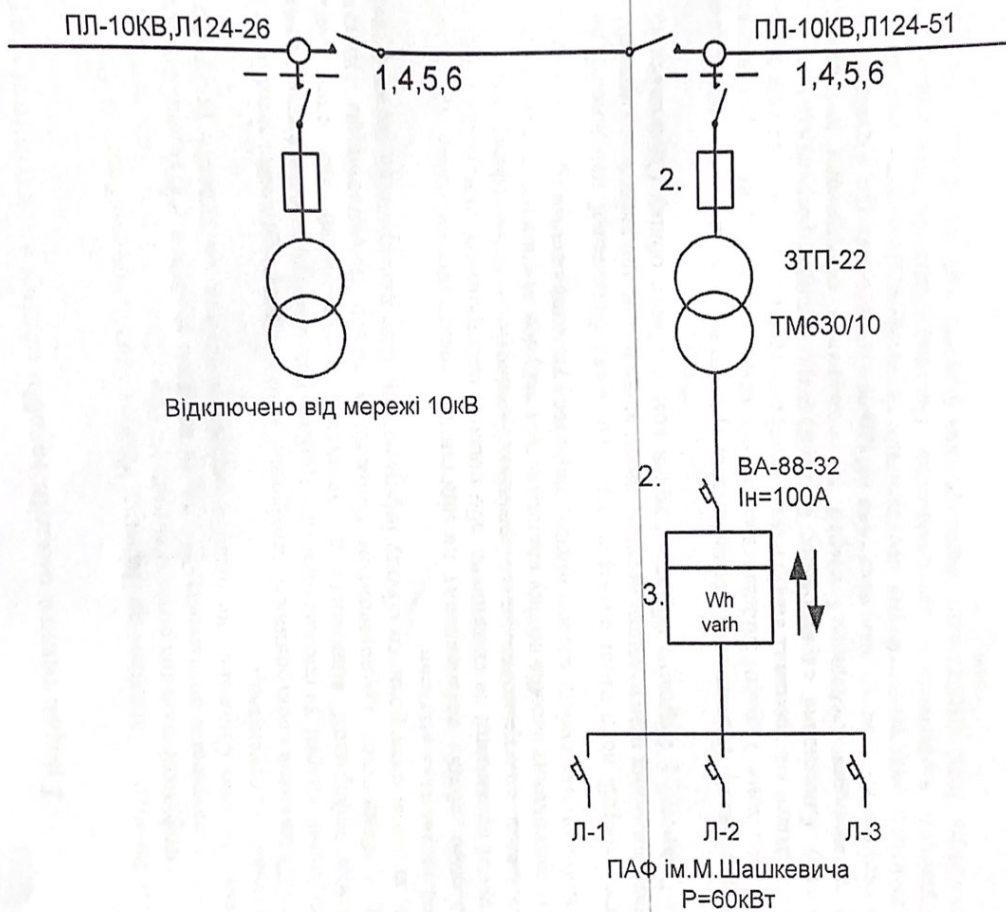 ПЛ-10КВ,Л124-26
ПЛ-10КВ,Л124-51
1,4,5,6
1,4,5,6
2.
ЗТП-22
ТМ630/10
Відключено від мережі 10кВ
2.
ВА-88-32
Ін=100А
3.
Wh
varh
Л-1
Л-2
Л-3
ПАФ ім.М.Шашкевича
Р=60кВт